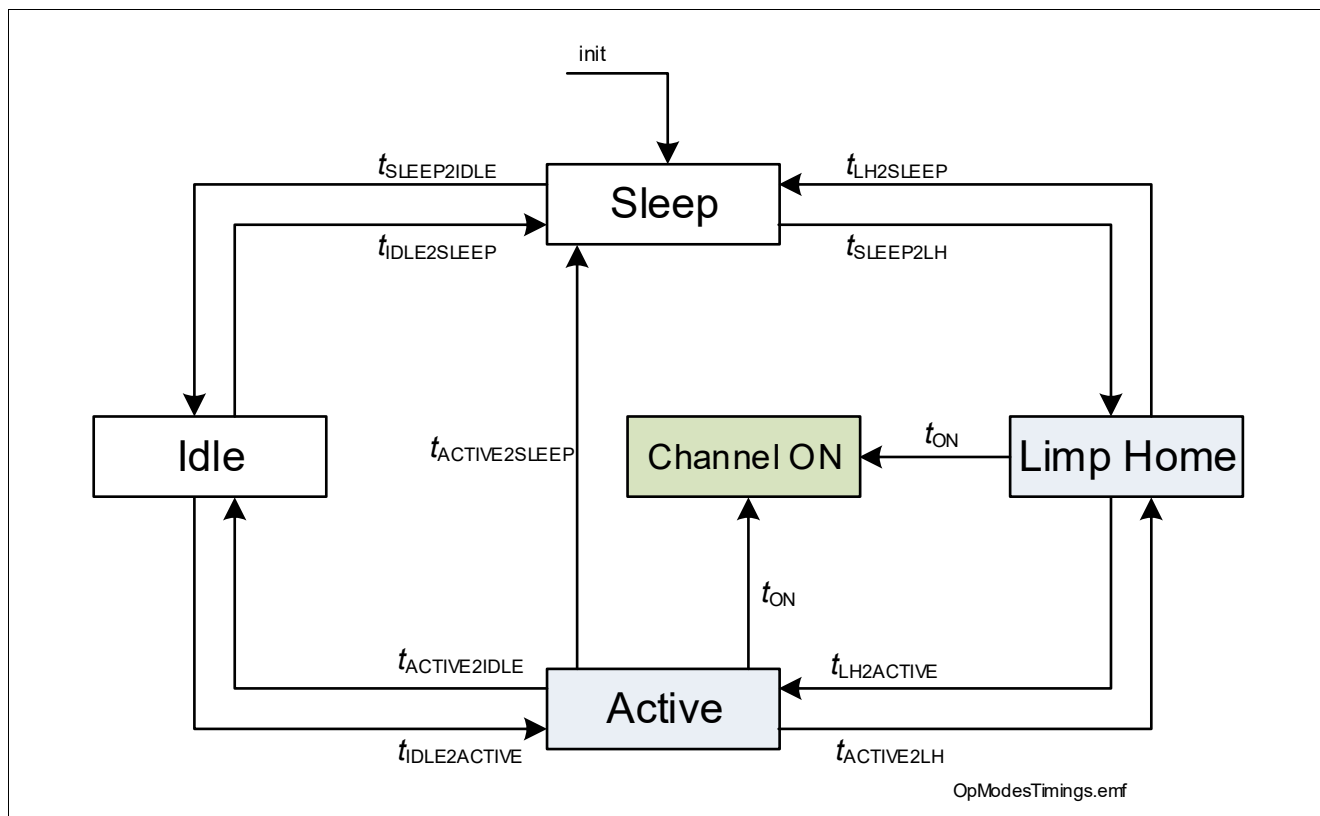 init
tSLEEP2IDLE
tLH2SLEEP
Sleep
tIDLE2SLEEP
tSLEEP2LH
Idle
tACTIVE2SLEEP
Channel ON
tON
Limp Home
tON
tACTIVE2IDLE
tLH2ACTIVE
Active
tIDLE2ACTIVE
tACTIVE2LH
OpModesTimings.emf